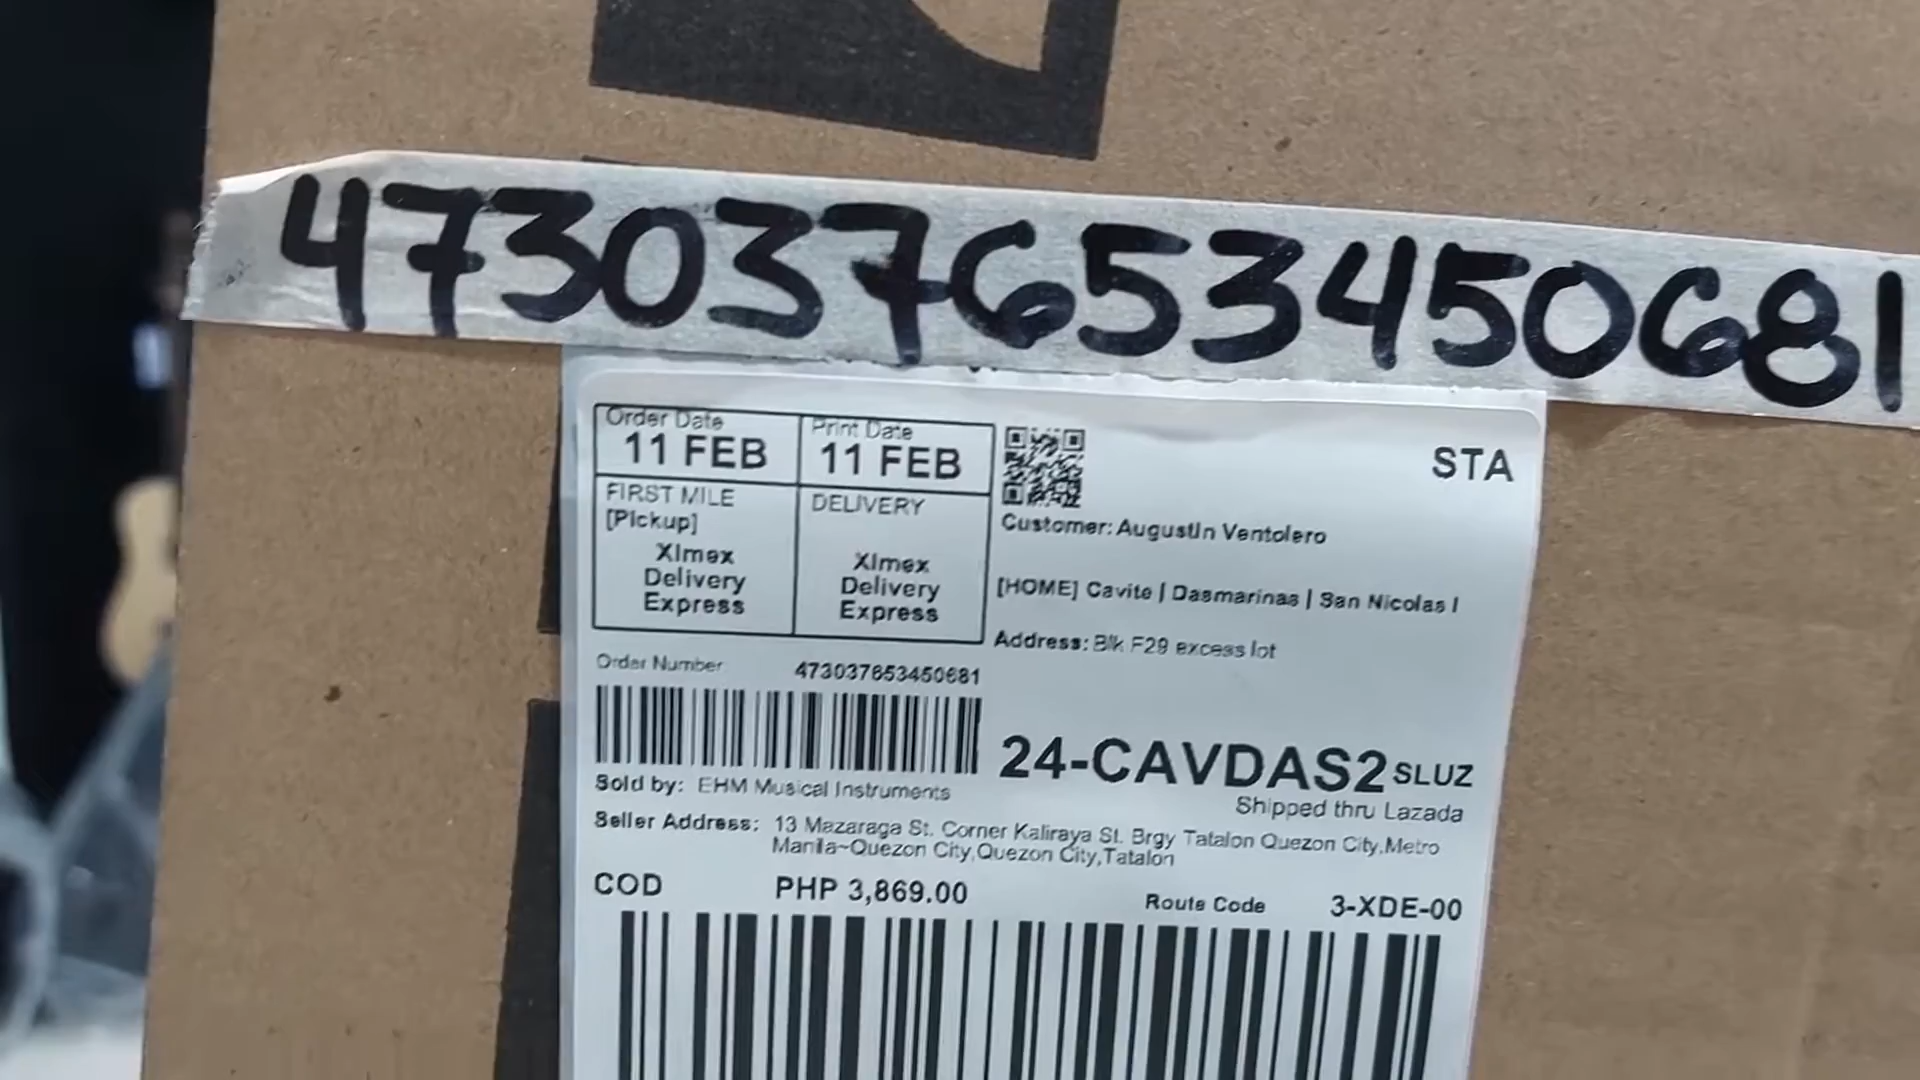 473037653450681
Order Date
11 FEB
Print Date
11 FEB
FIRST MILE
[Pickup]
Ximex
Delivery
Express
DELIVERY
Ximex
Delivery
Express
STA
Customer: Augustin Ventolero
[HOME] Cavite | Dasmarinas | San Nicolas I
Address: Blk F29 excess lot
Order Number 473037653450681
24-CAVDAS2 SLUZ
Shipped thru Lazada
Sold by: EHM Musical Instruments
Seller Address: 13 Mazaraga St. Corner Kaliraya St. Brgy Tatalon Quezon City,Metro
Manila~Quezon City,Quezon City,Tatalon
COD PHP 3,869.00 Route Code 3-XDE-00